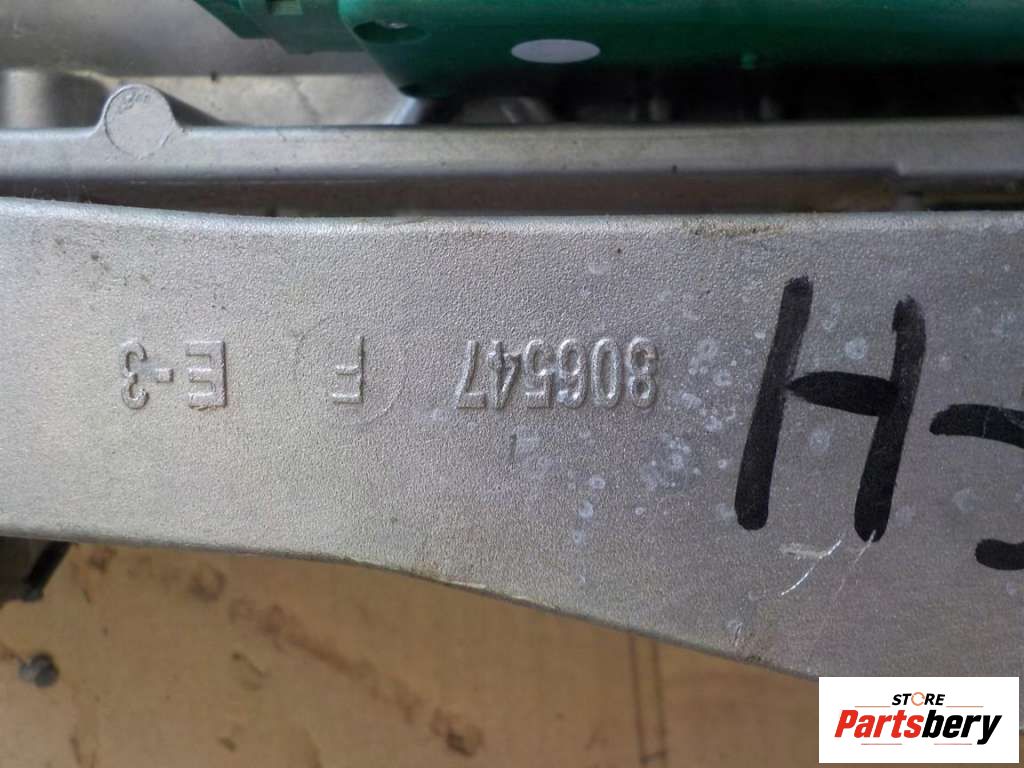 806547 F E-3
H-
STORE
Partsbery